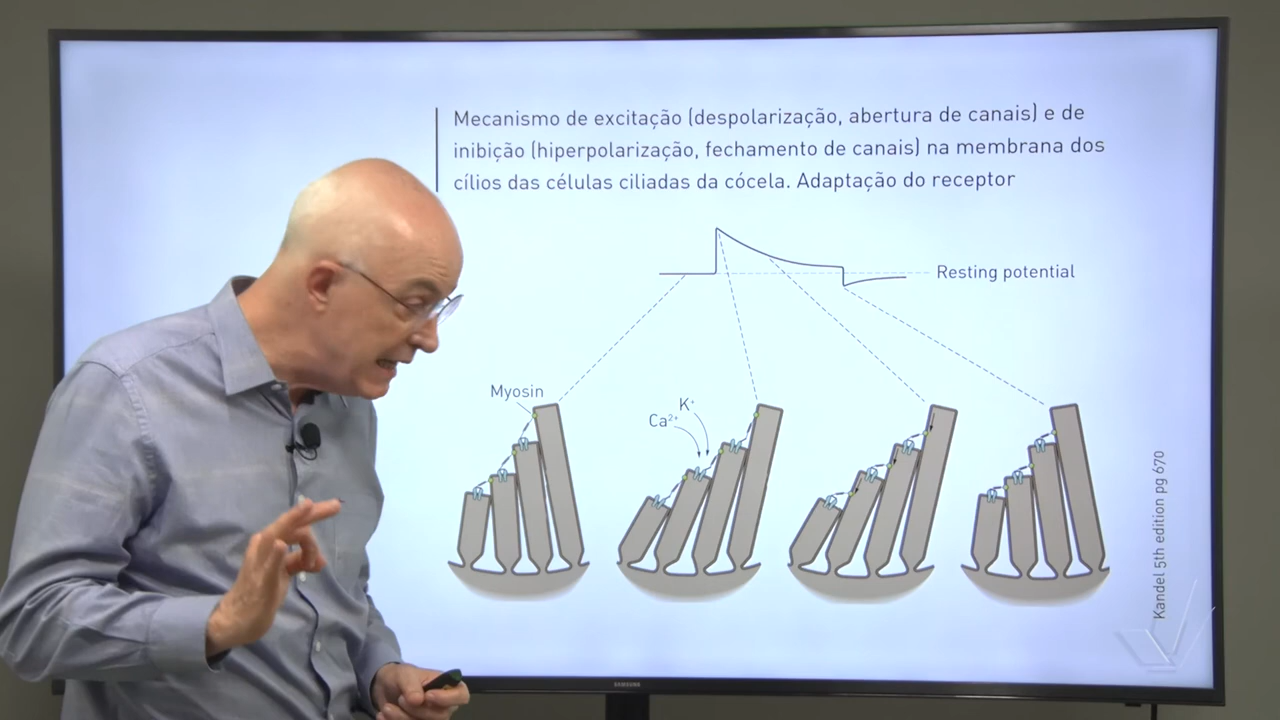 Mecanismo de excitação (despolarização, abertura de canais) e de
inibição (hiperpolarização, fechamento de canais) na membrana dos
cílios das células ciliadas da cócela. Adaptação do receptor
Resting potential
Myosin
K⁺
Ca²⁺
Kandel 5th edition pg 670
SAMSUNG